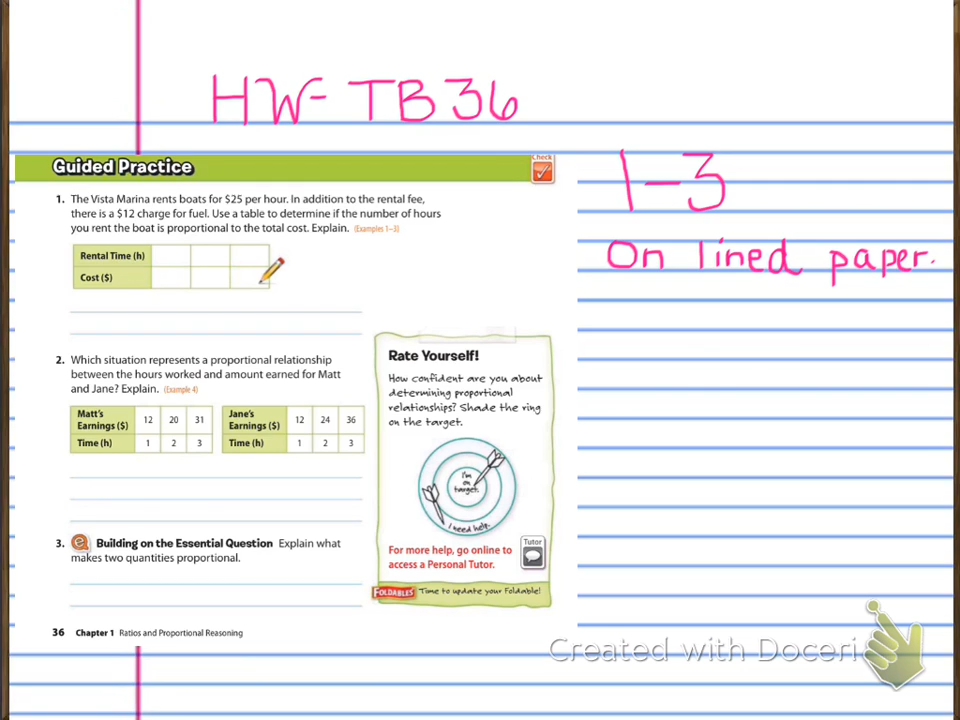 HW- TB36
Guided Practice
Check
1. The Vista Marina rents boats for $25 per hour. In addition to the rental fee,
there is a $12 charge for fuel. Use a table to determine if the number of hours
you rent the boat is proportional to the total cost. Explain. (Examples 1–3)
Rental Time (h)
Cost ($)
2. Which situation represents a proportional relationship
between the hours worked and amount earned for Matt
and Jane? Explain. (Example 4)
Matt's
Earnings ($) 12 20 31
Time (h) 1 2 3
Jane's
Earnings ($) 12 24 36
Time (h) 1 2 3
3. e Building on the Essential Question Explain what
makes two quantities proportional.
Rate Yourself!
How confident are you about
determining proportional
relationships? Shade the ring
on the target.
I'm
on
target.
I need help.
For more help, go online to
access a Personal Tutor.
Tutor
FOLDABLES Time to update your Foldable!
36 Chapter 1 Ratios and Proportional Reasoning
1-3
On lined paper.
Created with Doceri